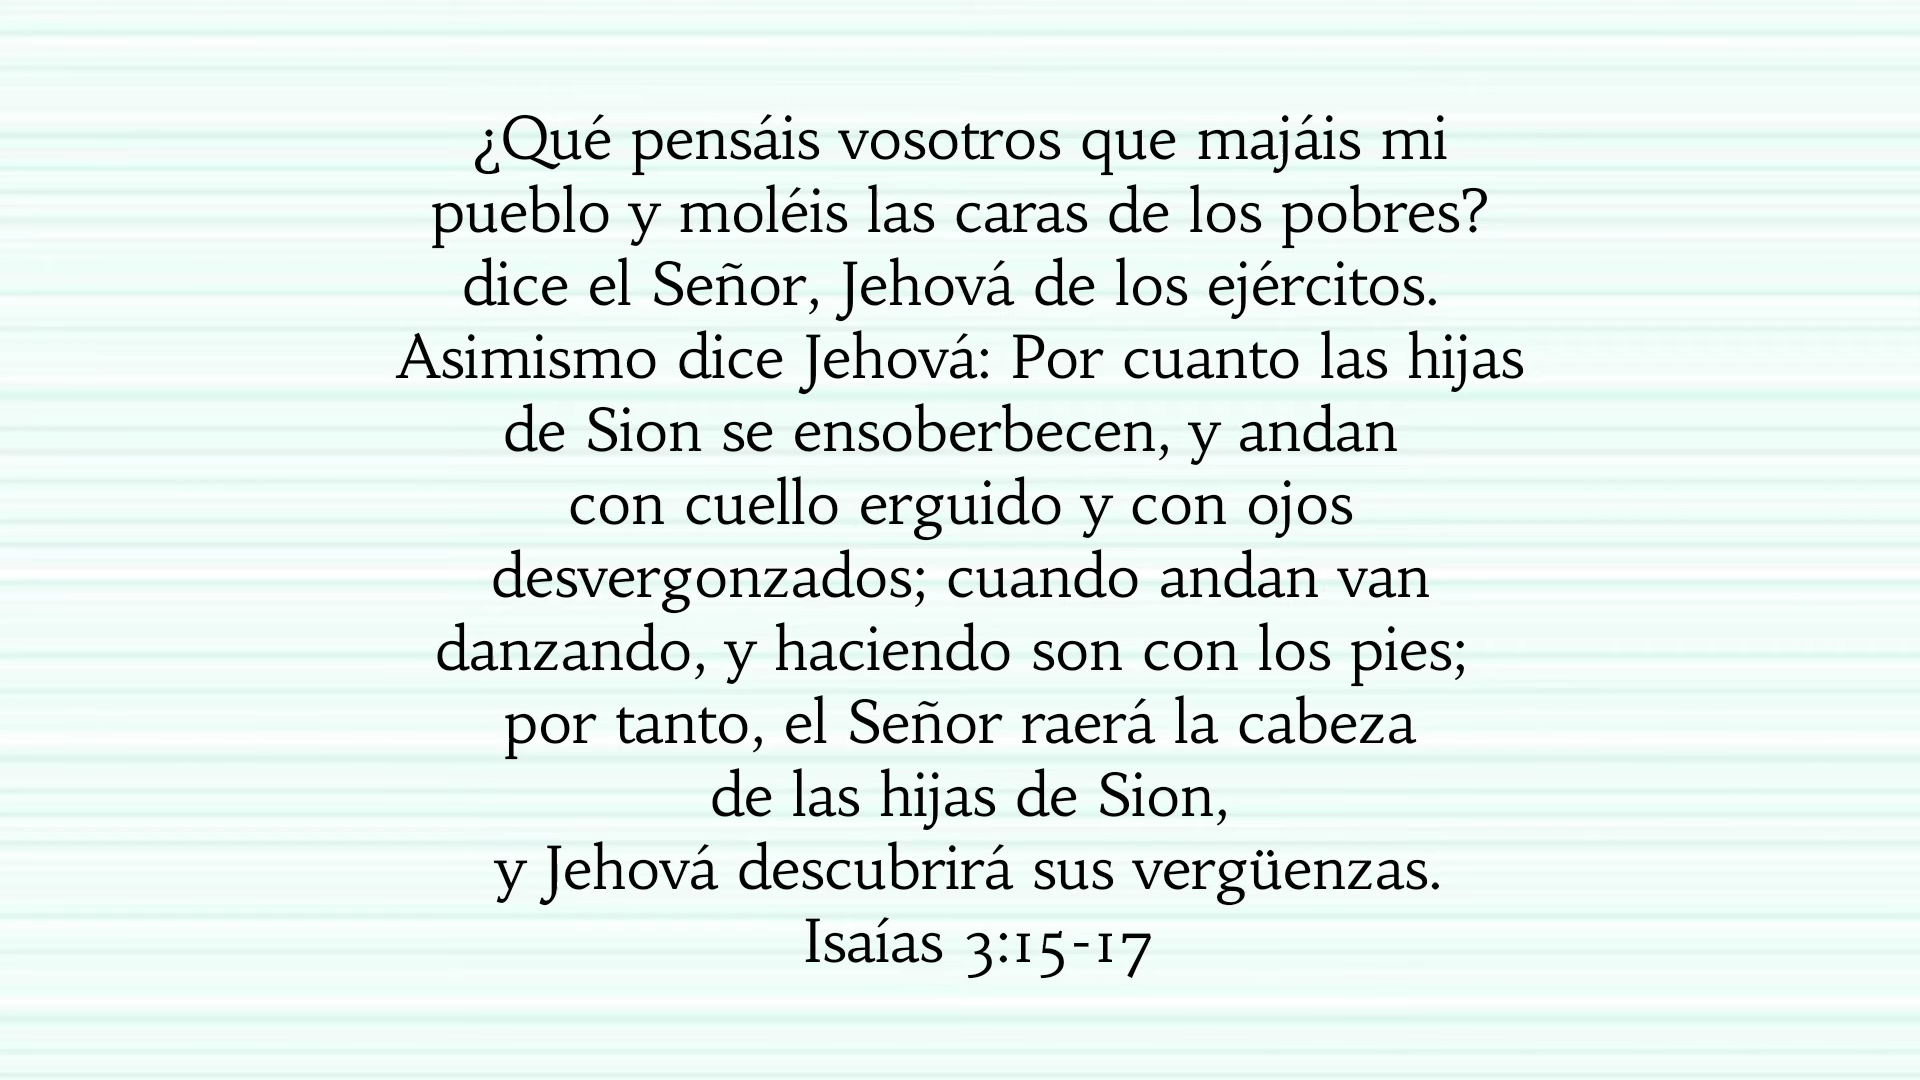 ¿Qué pensáis vosotros que majáis mi
pueblo y moléis las caras de los pobres?
dice el Señor, Jehová de los ejércitos.
Asimismo dice Jehová: Por cuanto las hijas
de Sion se ensoberbecen, y andan
con cuello erguido y con ojos
desvergonzados; cuando andan van
danzando, y haciendo son con los pies;
por tanto, el Señor raerá la cabeza
de las hijas de Sion,
y Jehová descubrirá sus vergüenzas.
Isaías 3:15-17